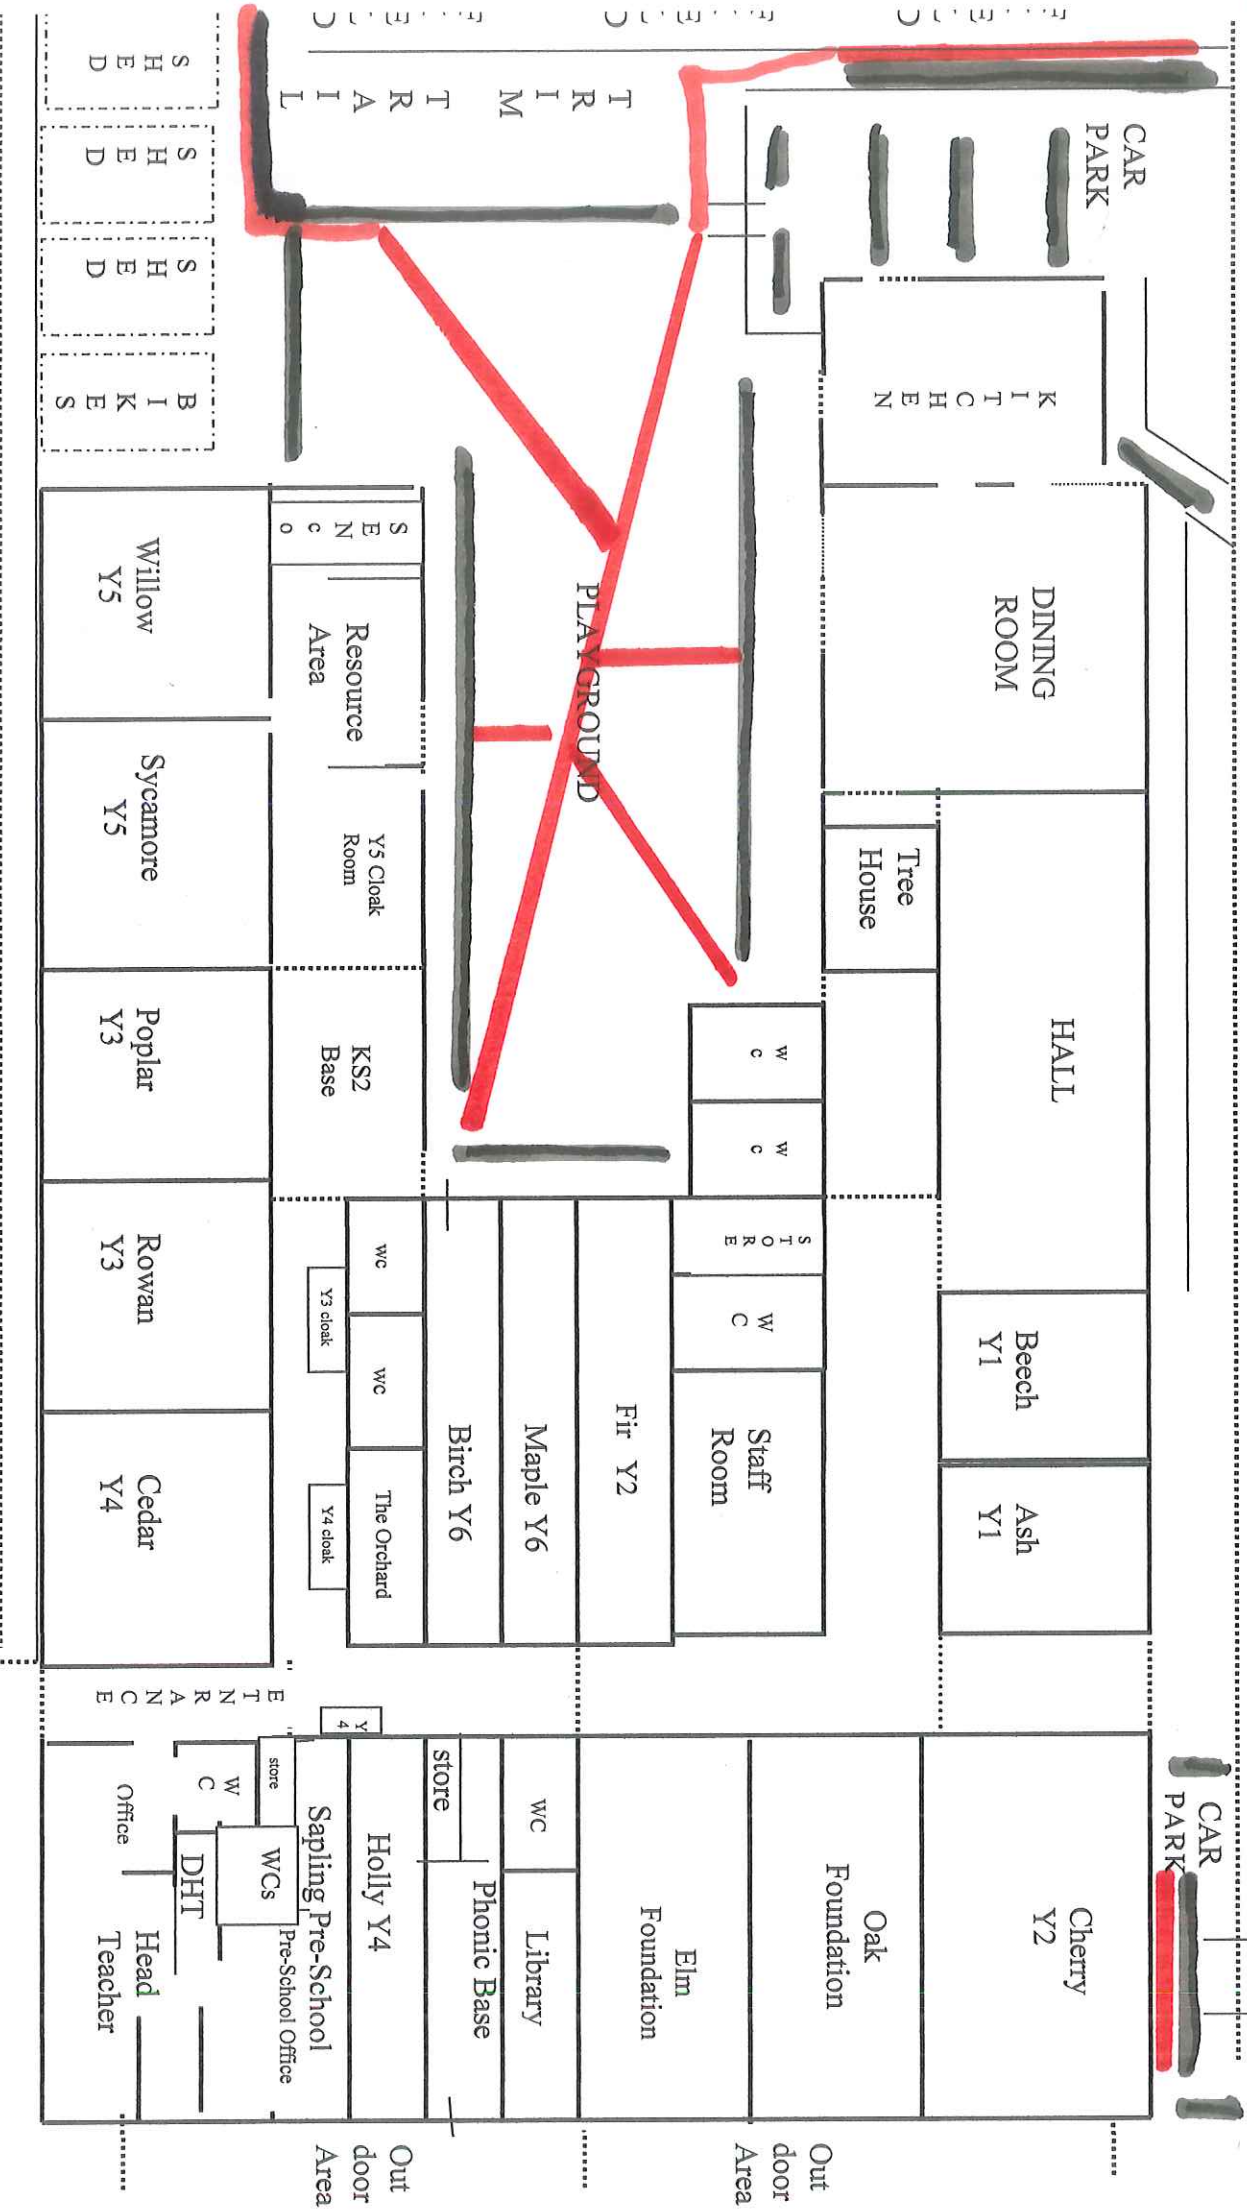 CAR
PARK
CAR
PARK
KITCHEN
DINING
ROOM
HALL
Beech
Y1
Ash
Y1
Cherry
Y2
Tree
House
Oak
Foundation
Out
door
Area
TRIM TRAIL
PLAYGROUND
Wc
Wc
STORE
WC
Staff
Room
Fir Y2
Elm
Foundation
Maple Y6
WC
Library
Birch Y6
store
Phonic Base
SENco
Resource
Area
Y5 Cloak
Room
KS2
Base
WC
WC
The Orchard
Y3 cloak
Y4 cloak
Y4
Holly Y4
Out
door
Area
Sapling Pre-School
Pre-School Office
store
WCs
SHED
SHED
SHED
BIKES
Willow
Y5
Sycamore
Y5
Poplar
Y3
Rowan
Y3
Cedar
Y4
ETNRANCE
WC
DHT
Office
Head
Teacher